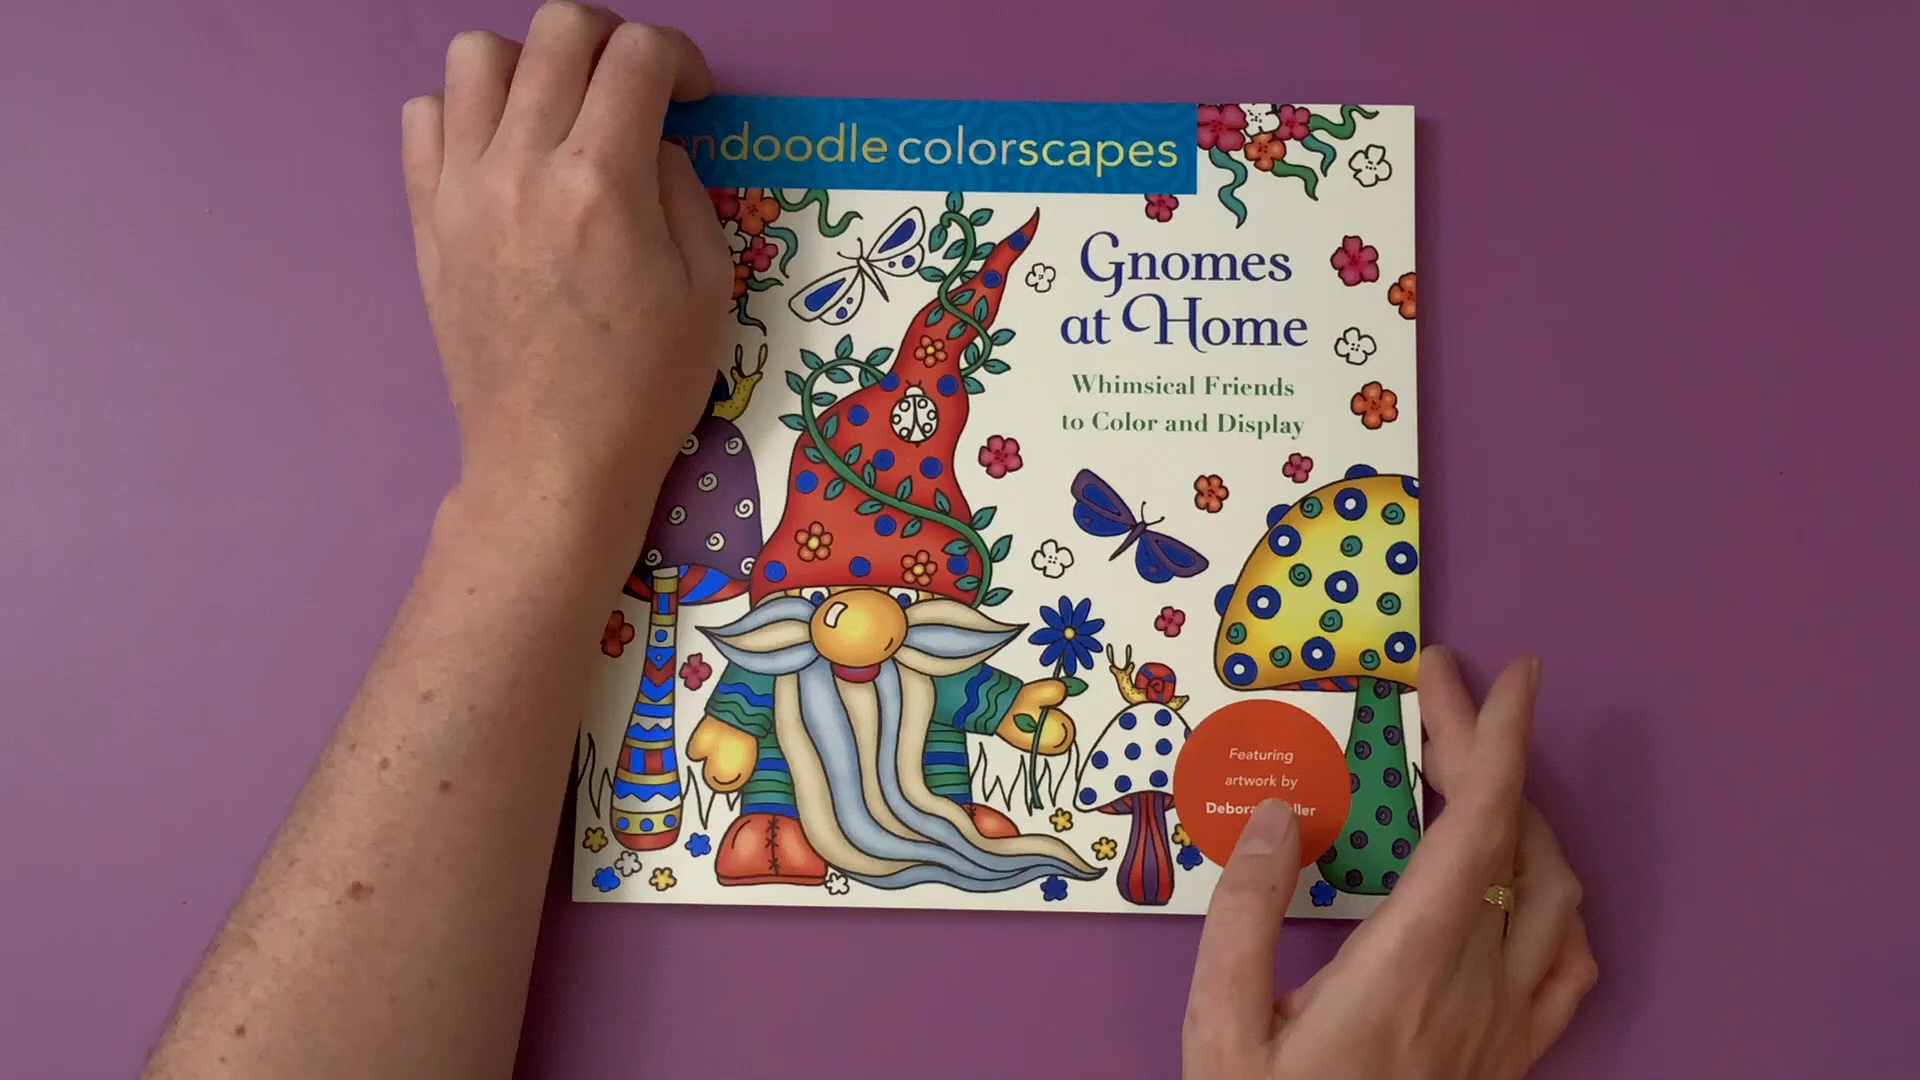 ndoodle colorscapes
Gnomes
at Home
Whimsical Friends
to Color and Display
Featuring
artwork by